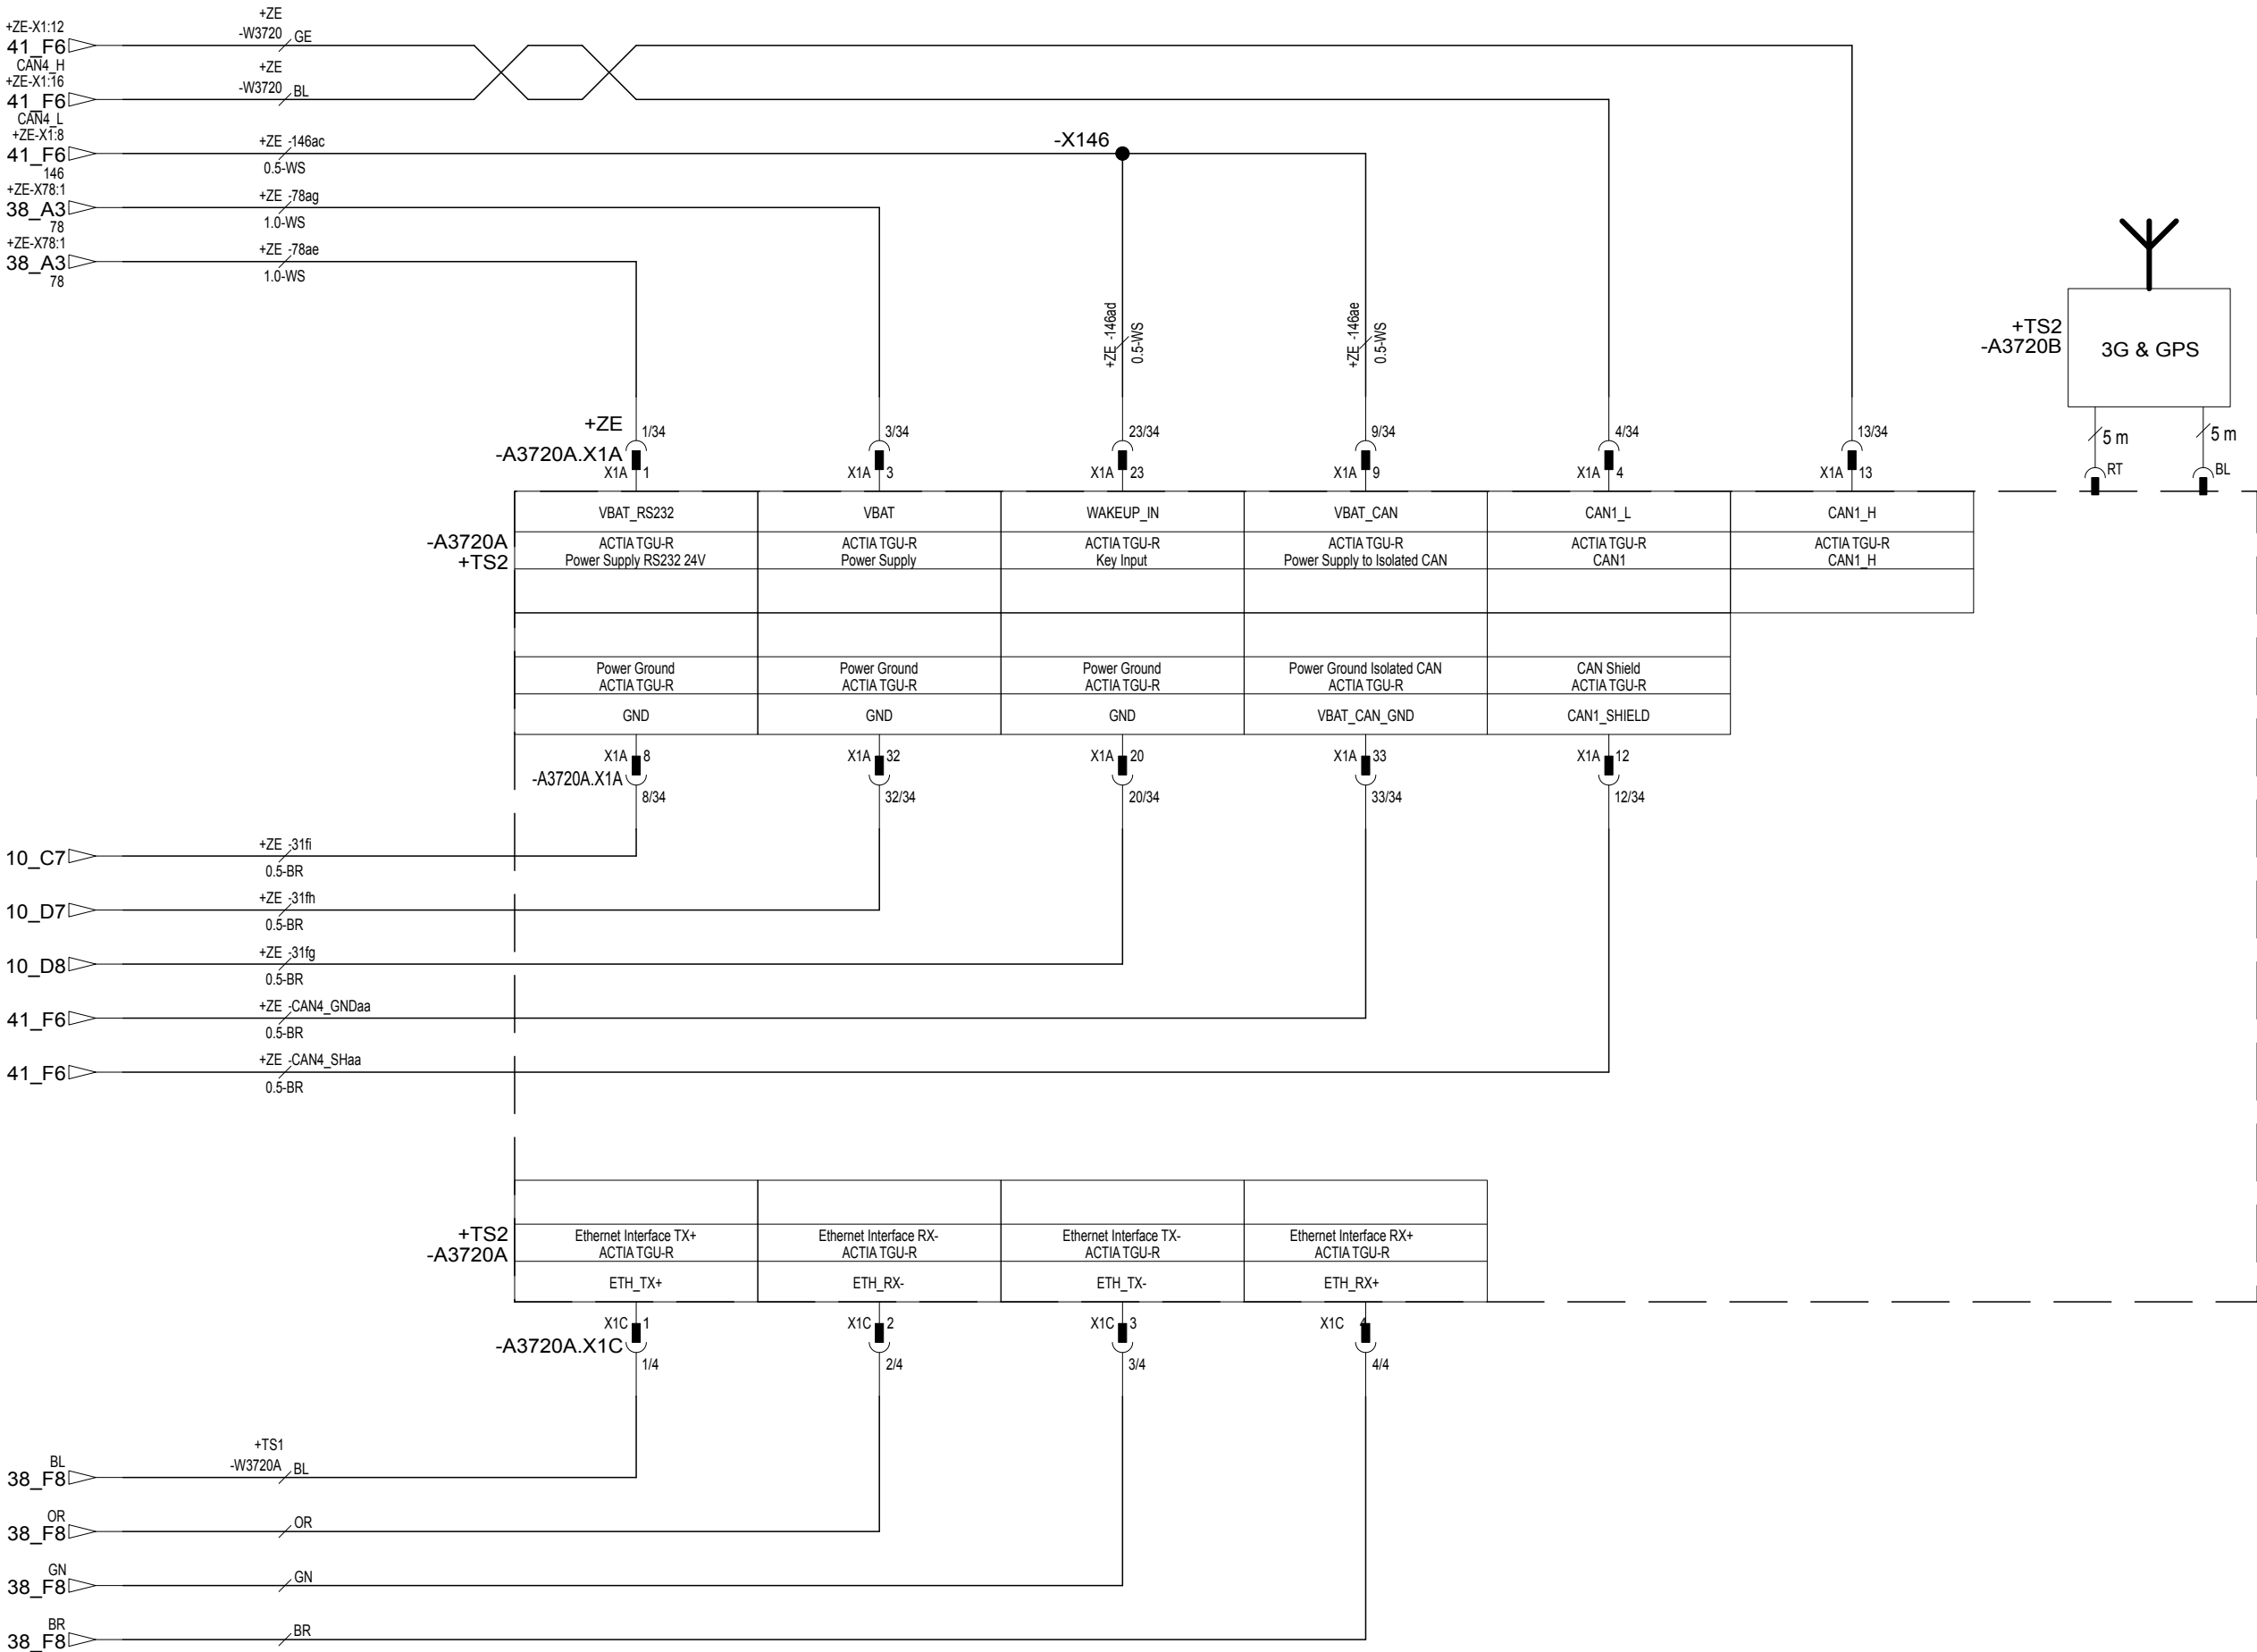 +ZE-X1:12
41_F6
CAN4_H
+ZE
-W3720 GE
+ZE-X1:16
41_F6
CAN4_L
+ZE
-W3720 BL
+ZE-X1:8
41_F6
146
+ZE -146ac
0.5-WS
-X146
+ZE-X78:1
38_A3
78
+ZE -78ag
1.0-WS
+ZE-X78:1
38_A3
78
+ZE -78ae
1.0-WS
+ZE -146ad
0.5-WS
+ZE -146ae
0.5-WS
+TS2
-A3720B
3G & GPS
5 m
5 m
RT
BL
+ZE
-A3720A.X1A
1/34
3/34
23/34
9/34
4/34
13/34
X1A 1
X1A 3
X1A 23
X1A 9
X1A 4
X1A 13
VBAT_RS232
VBAT
WAKEUP_IN
VBAT_CAN
CAN1_L
CAN1_H
-A3720A
+TS2
ACTIA TGU-R
Power Supply RS232 24V
ACTIA TGU-R
Power Supply
ACTIA TGU-R
Key Input
ACTIA TGU-R
Power Supply to Isolated CAN
ACTIA TGU-R
CAN1
ACTIA TGU-R
CAN1_H
Power Ground
ACTIA TGU-R
Power Ground
ACTIA TGU-R
Power Ground
ACTIA TGU-R
Power Ground Isolated CAN
ACTIA TGU-R
CAN Shield
ACTIA TGU-R
GND
GND
GND
VBAT_CAN_GND
CAN1_SHIELD
X1A 8
X1A 32
X1A 20
X1A 33
X1A 12
-A3720A.X1A
8/34
32/34
20/34
33/34
12/34
10_C7
+ZE -31fi
0.5-BR
10_D7
+ZE -31fh
0.5-BR
10_D8
+ZE -31fg
0.5-BR
41_F6
+ZE -CAN4_GNDaa
0.5-BR
41_F6
+ZE -CAN4_SHaa
0.5-BR
+TS2
-A3720A
Ethernet Interface TX+
ACTIA TGU-R
Ethernet Interface RX-
ACTIA TGU-R
Ethernet Interface TX-
ACTIA TGU-R
Ethernet Interface RX+
ACTIA TGU-R
ETH_TX+
ETH_RX-
ETH_TX-
ETH_RX+
X1C 1
X1C 2
X1C 3
X1C 4
-A3720A.X1C
1/4
2/4
3/4
4/4
BL
38_F8
+TS1
-W3720A BL
OR
38_F8
OR
GN
38_F8
GN
BR
38_F8
BR